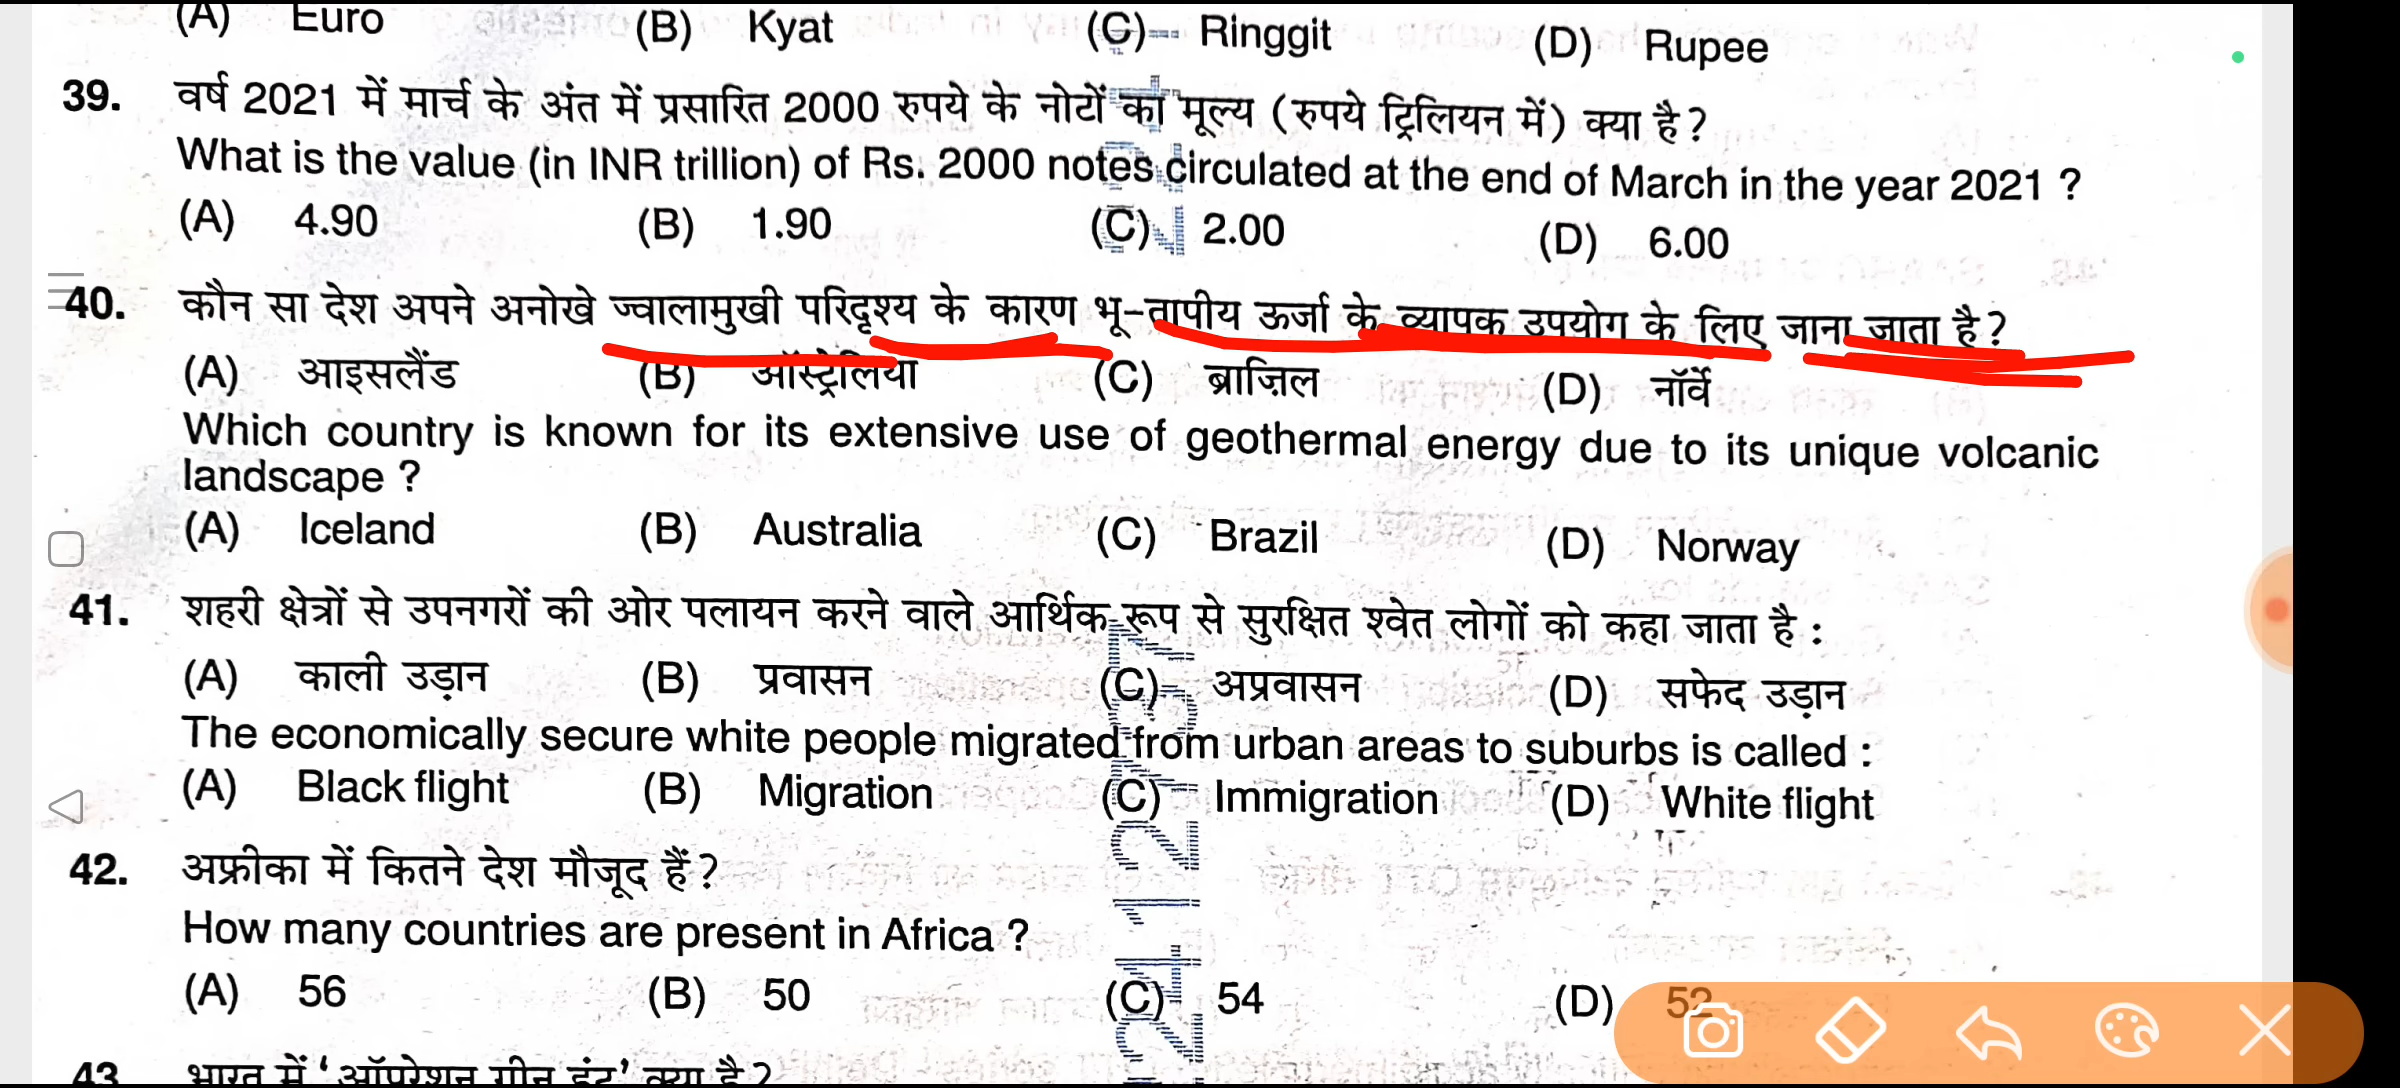 (A) Euro (B) Kyat (C) Ringgit (D) Rupee
39. वर्ष 2021 में मार्च के अंत में प्रसारित 2000 रुपये के नोटों का मूल्य (रुपये ट्रिलियन में) क्या है?
What is the value (in INR trillion) of Rs. 2000 notes circulated at the end of March in the year 2021 ?
(A) 4.90 (B) 1.90 (C) 2.00 (D) 6.00
40. कौन सा देश अपने अनोखे ज्वालामुखी परिदृश्य के कारण भू-तापीय ऊर्जा के व्यापक उपयोग के लिए जाना जाता है?
(A) आइसलैंड (B) ऑस्ट्रेलिया (C) ब्राज़िल (D) नॉर्वे
Which country is known for its extensive use of geothermal energy due to its unique volcanic
landscape ?
(A) Iceland (B) Australia (C) Brazil (D) Norway
41. शहरी क्षेत्रों से उपनगरों की ओर पलायन करने वाले आर्थिक रूप से सुरक्षित श्वेत लोगों को कहा जाता है :
(A) काली उड़ान (B) प्रवासन (C) अप्रवासन (D) सफेद उड़ान
The economically secure white people migrated from urban areas to suburbs is called :
(A) Black flight (B) Migration (C) Immigration (D) White flight
42. अफ्रीका में कितने देश मौजूद हैं?
How many countries are present in Africa ?
(A) 56 (B) 50 (C) 54 (D) 52
43 भारत में 'ऑपरेशन ग्रीन हंट' क्या है?